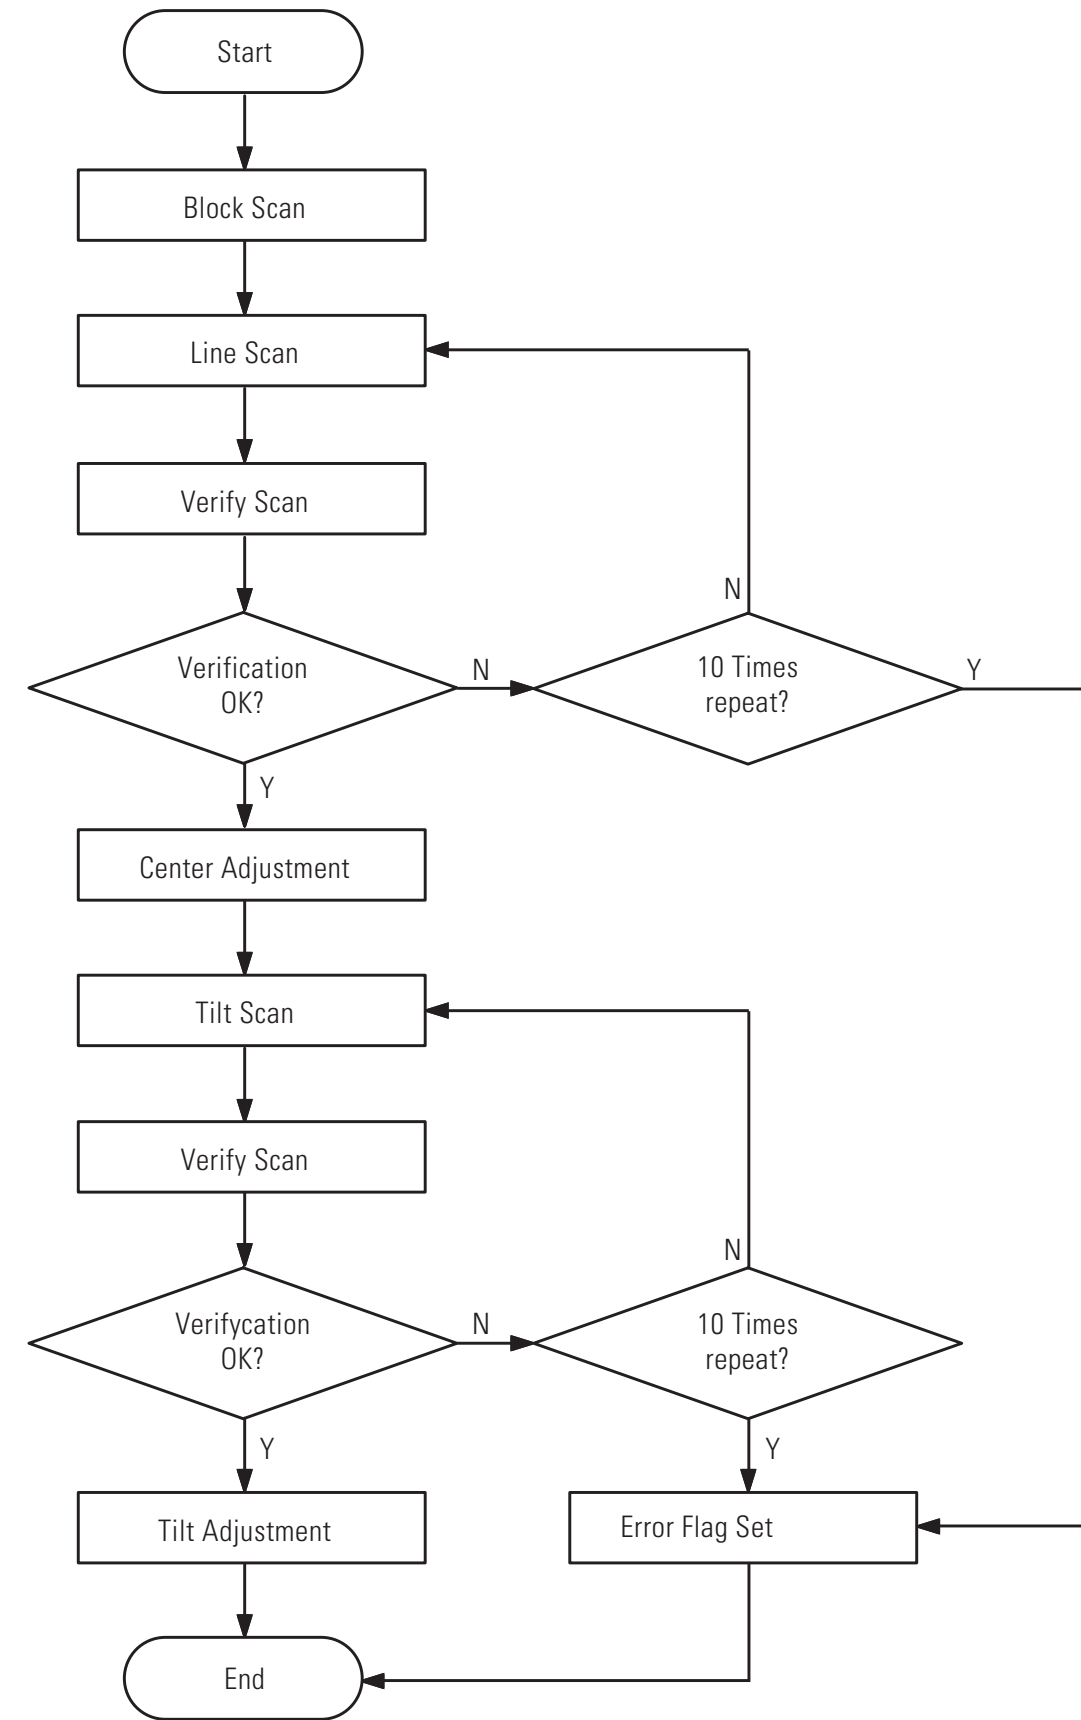 Start
Block Scan
Line Scan
Verify Scan
N
Verification
OK?
N
10 Times
repeat?
Y
Y
Center Adjustment
Tilt Scan
Verify Scan
N
Verifycation
OK?
N
10 Times
repeat?
Y
Y
Tilt Adjustment
Error Flag Set
End